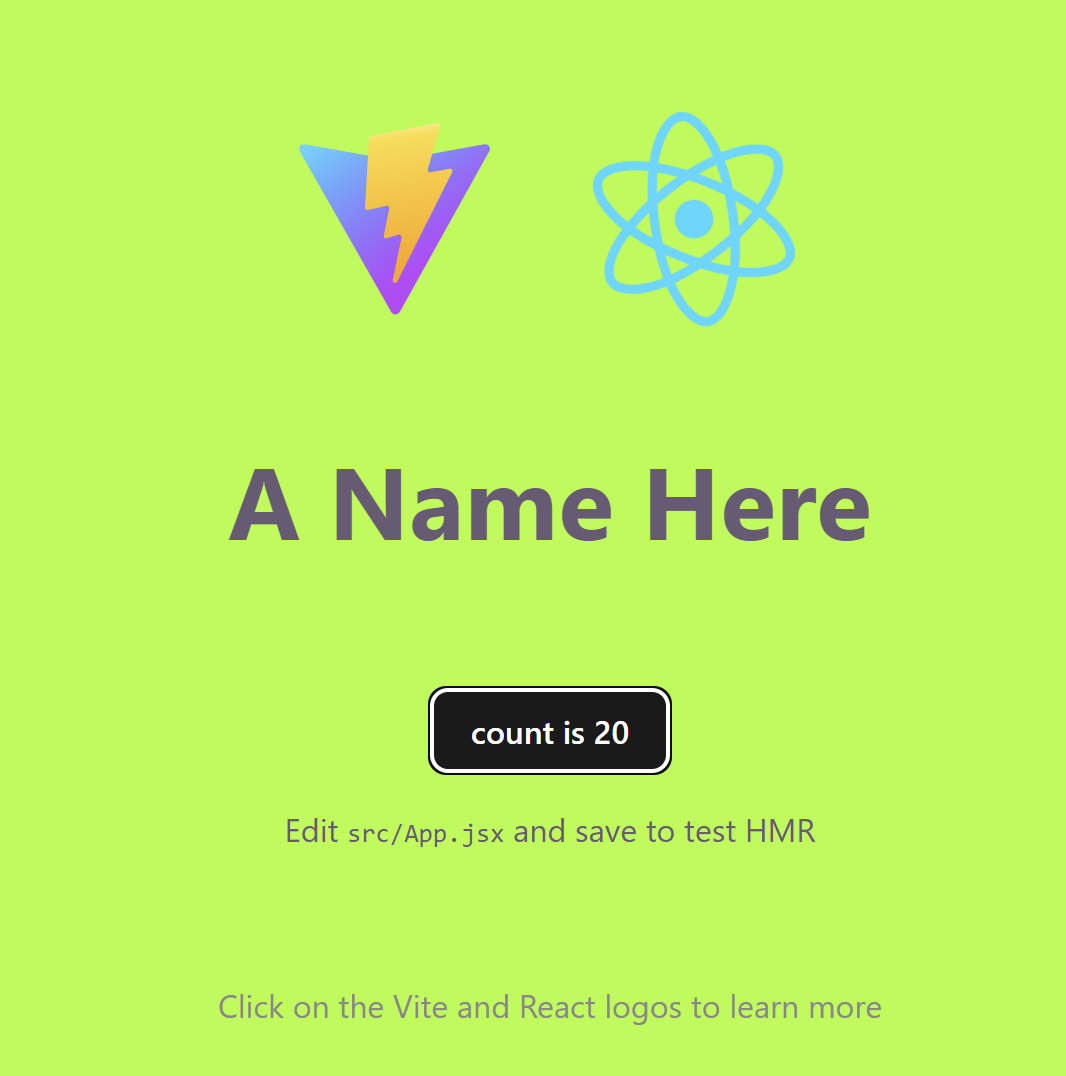 A Name Here
count is 20
Edit src/App.jsx and save to test HMR
Click on the Vite and React logos to learn more